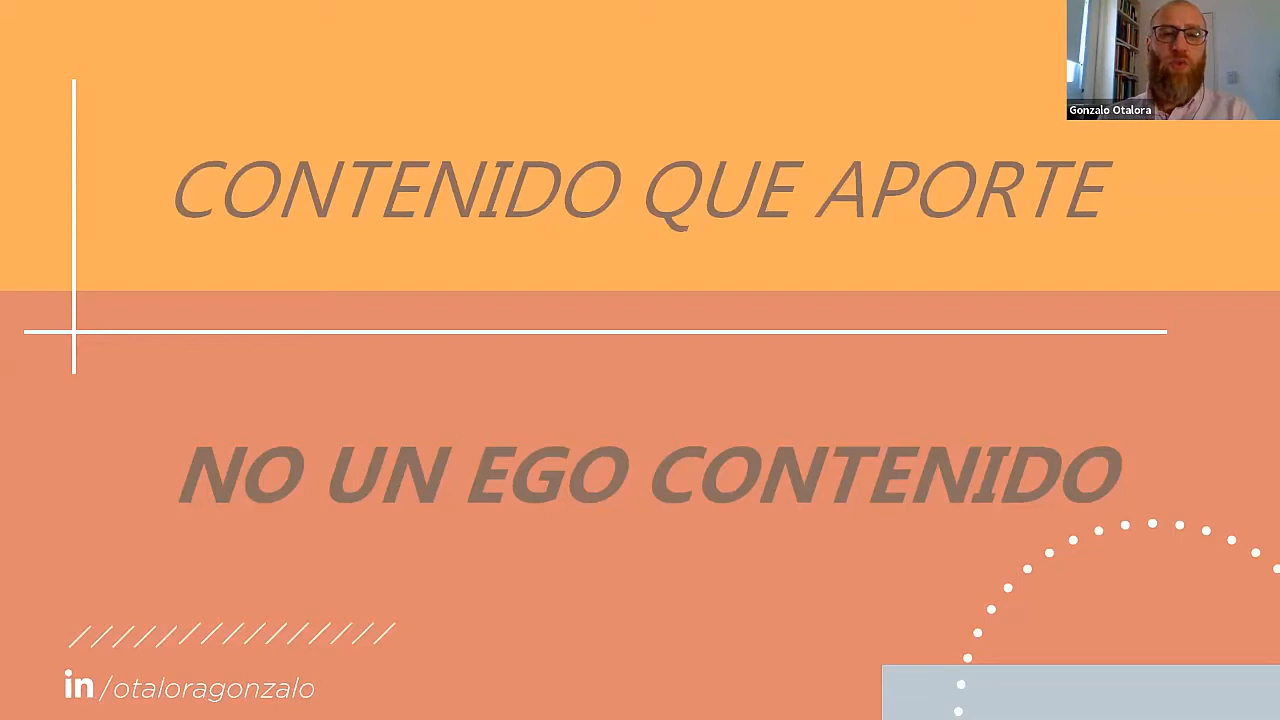 Gonzalo Otalora
CONTENIDO QUE APORTE
NO UN EGO CONTENIDO
in/otaloragonzalo